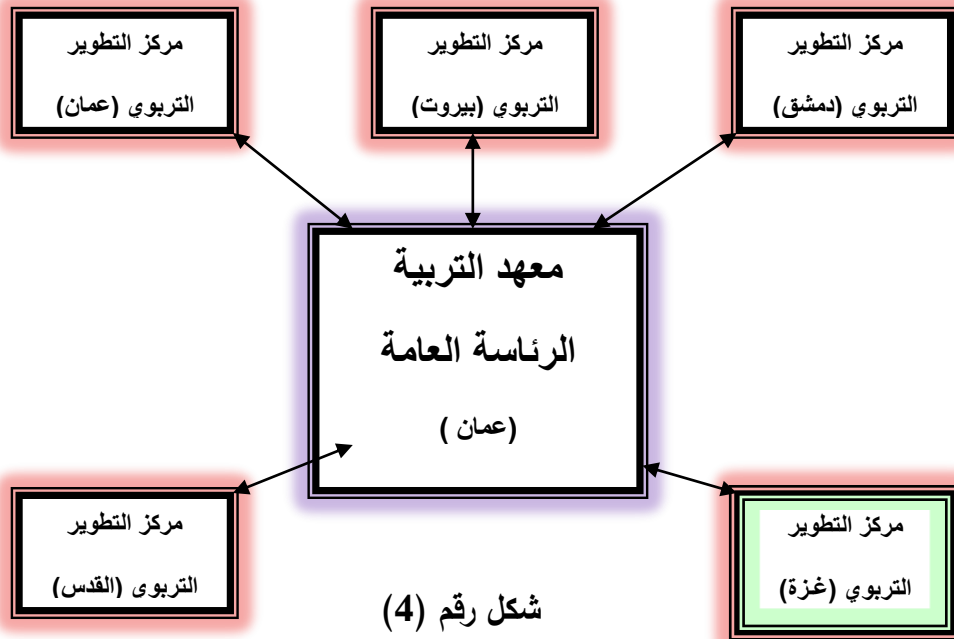 مركز التطوير
التربوي (دمشق)
مركز التطوير
التربوي (بيروت)
مركز التطوير
التربوي (عمان)
معهد التربية
الرئاسة العامة
(عمان )
مركز التطوير
التربوي (غزة)
مركز التطوير
التربوى (القدس)
شكل رقم (4)